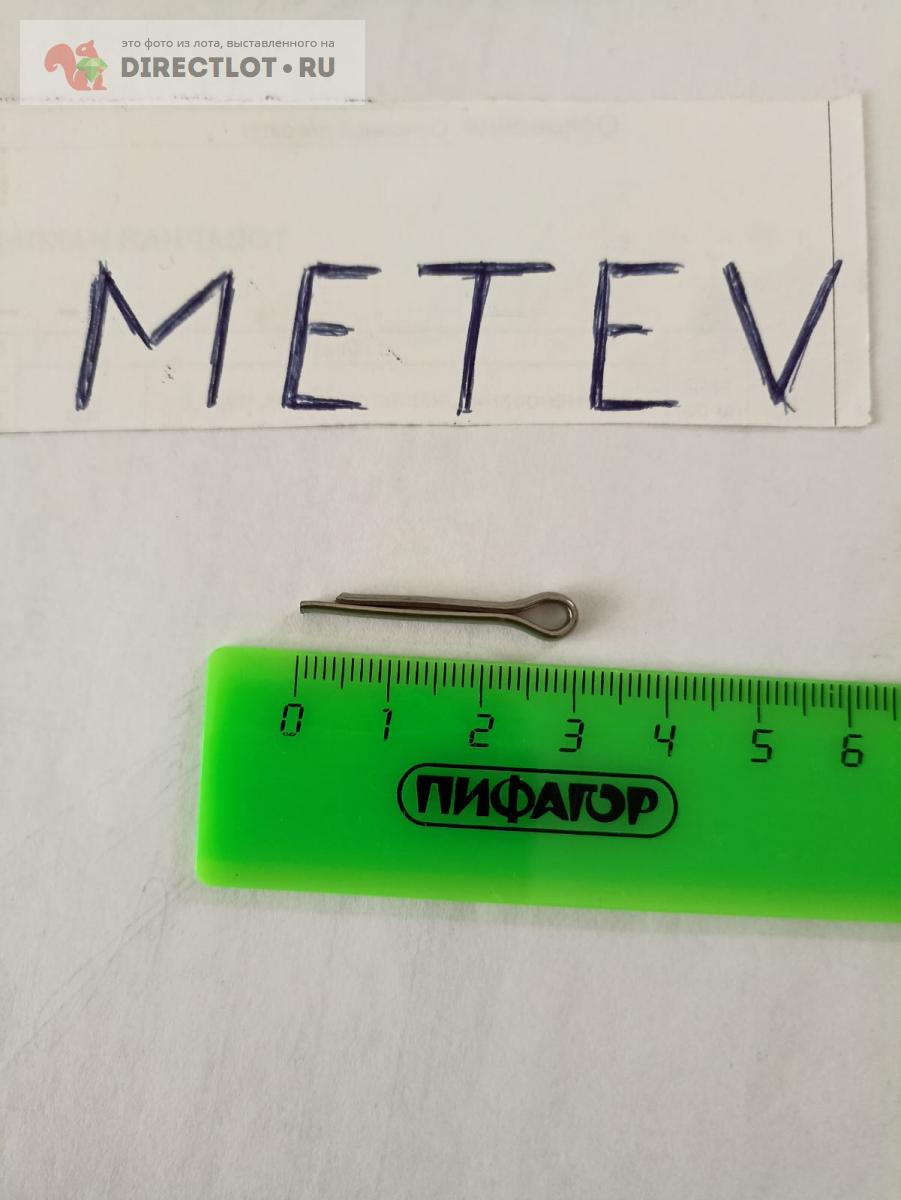 это фото из лота, выставленного на
DIRECTLOT•RU
METEV
0 1 2 3 4 5 6
ПИФАГОР